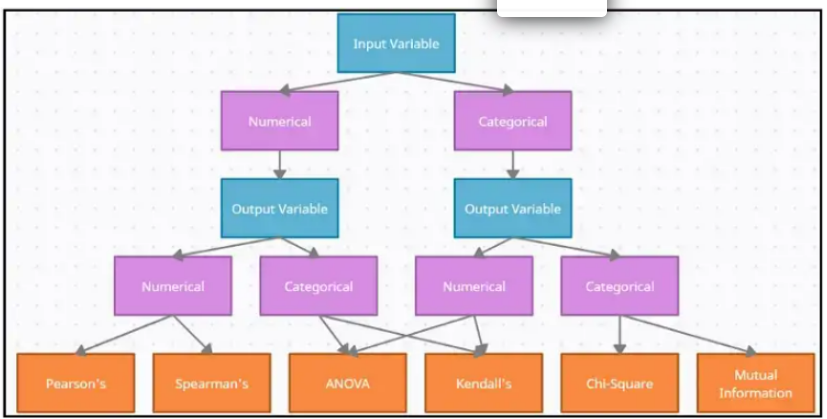 Input Variable
Numerical
Categorical
Output Variable
Output Variable
Numerical
Categorical
Numerical
Categorical
Pearson's
Spearman's
ANOVA
Kendall's
Chi-Square
Mutual
Information